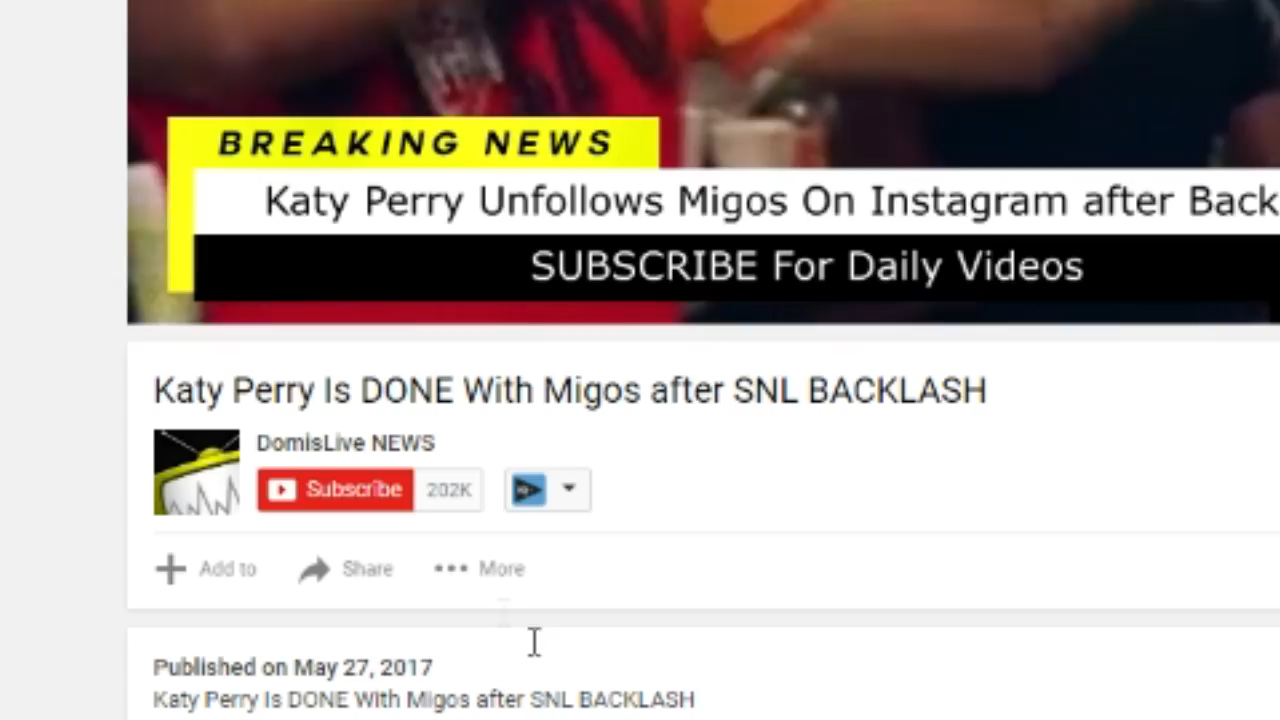 BREAKING NEWS
Katy Perry Unfollows Migos On Instagram after Back
SUBSCRIBE For Daily Videos
Katy Perry Is DONE With Migos after SNL BACKLASH
DomisLive NEWS
Subscribe 202K
Add to Share More
Published on May 27, 2017
Katy Perry Is DONE With Migos after SNL BACKLASH